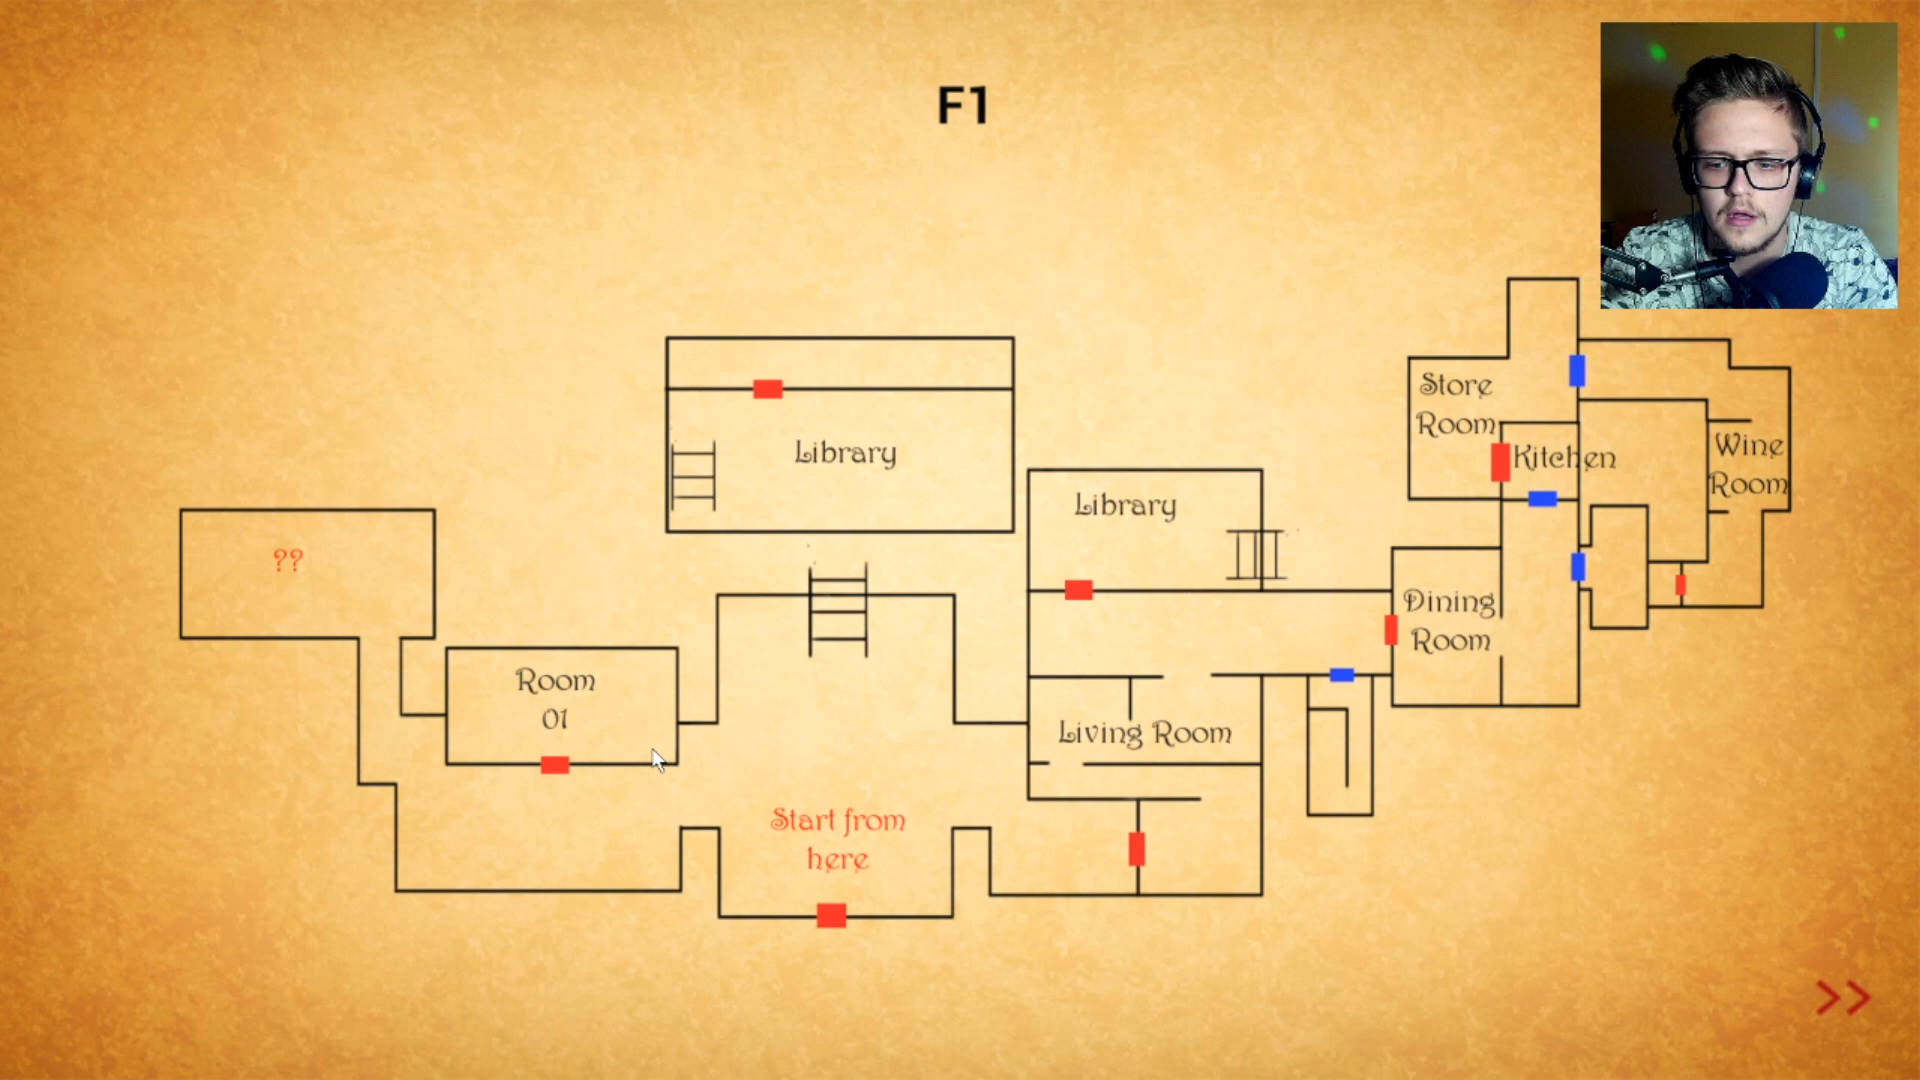 F1
Store
Room
Kitchen
Wine
Room
Library
Library
??
Dining
Room
Room
01
Living Room
Start from
here
>>